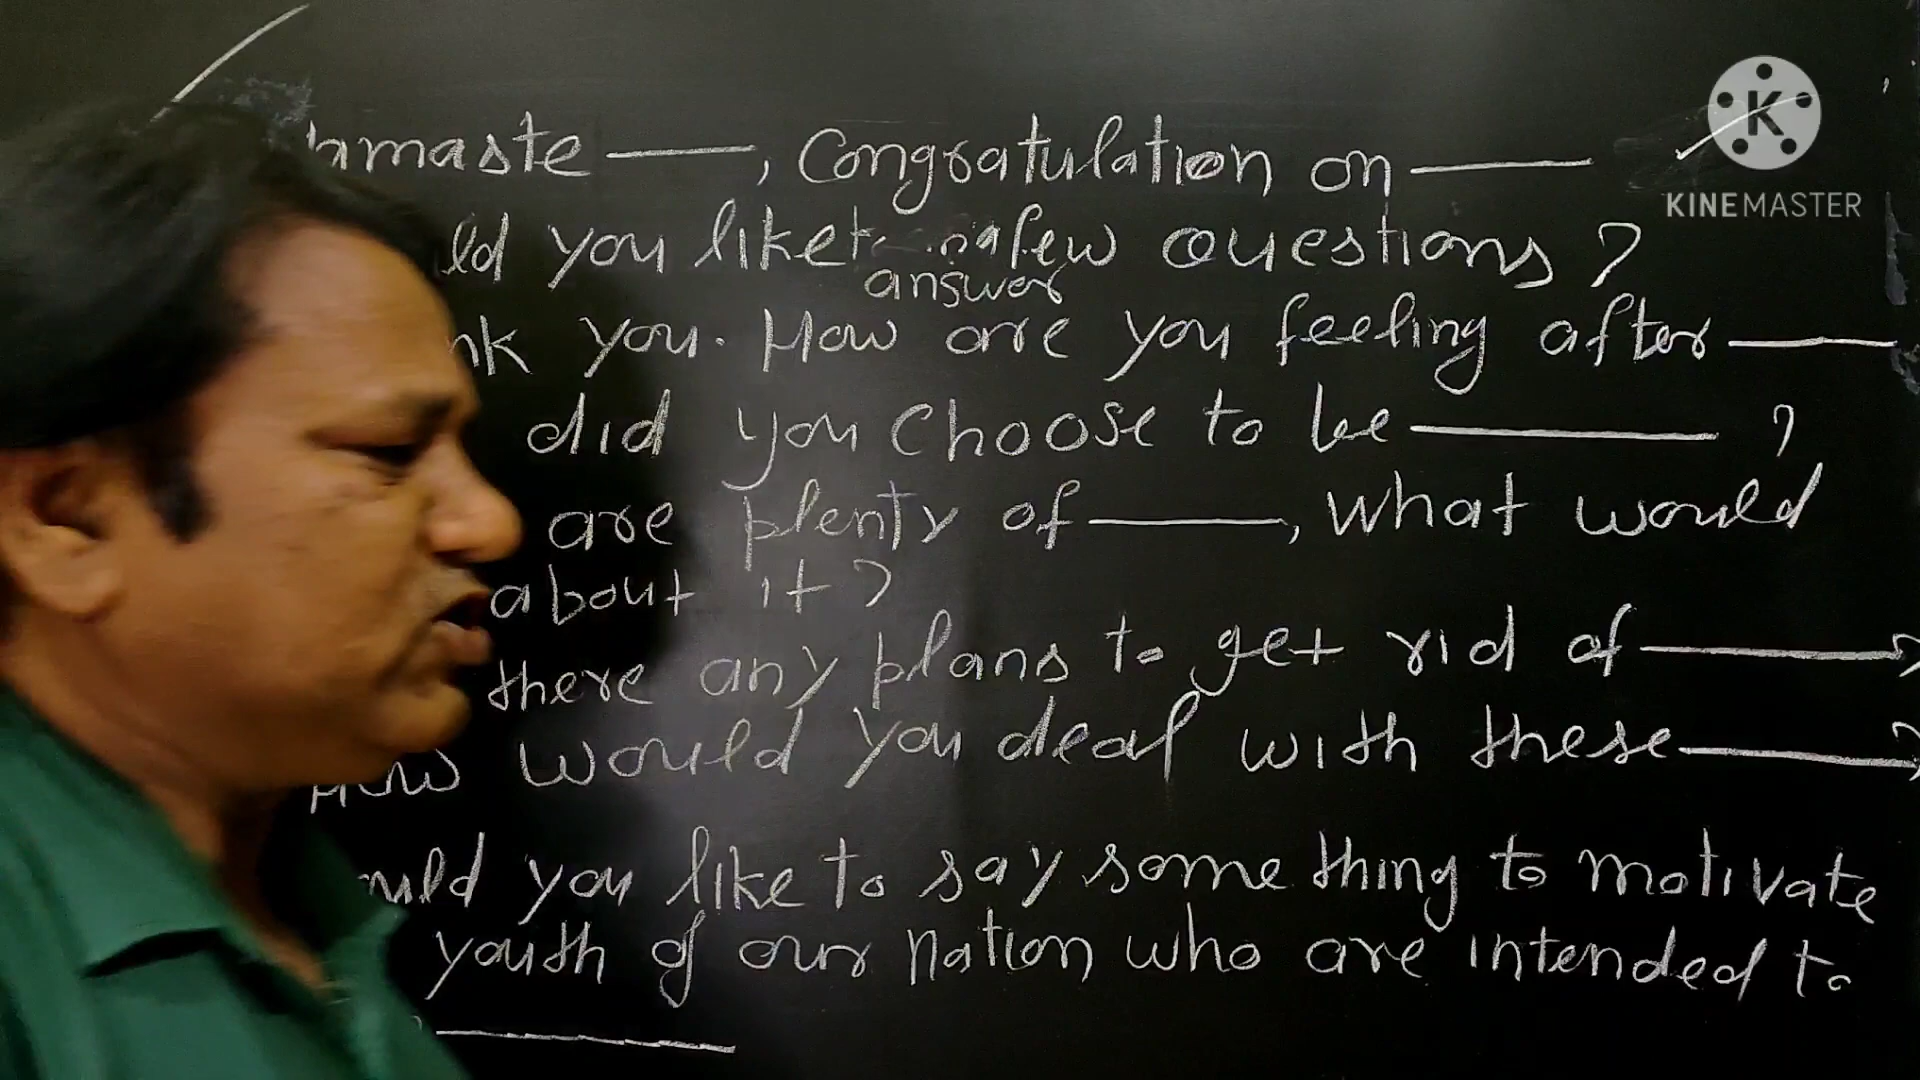 hamaste ——, Congratulation on ——
KINEMASTER
ld you like to a few Questions ?
answer
nk you. How are you feeling after ——
did you choose to be —— ?
are plenty of ——, what would
about it ?
there any plans to get rid of —— ?
How would you deal with these —— ?
ould you like to say something to motivate
youth of our nation who are intended to
——